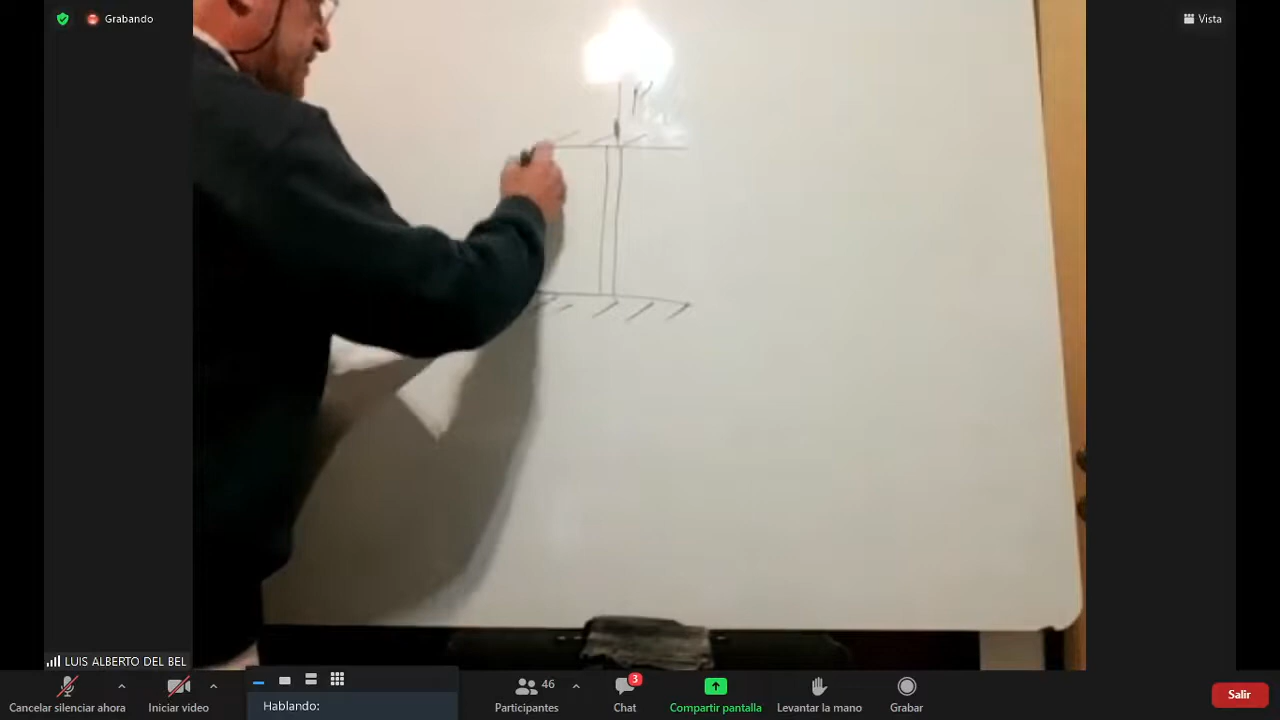 Grabando
Vista
P
LUIS ALBERTO DEL BEL
Cancelar silenciar ahora
Iniciar video
Hablando:
46
Participantes
3
Chat
Compartir pantalla
Levantar la mano
Grabar
Salir